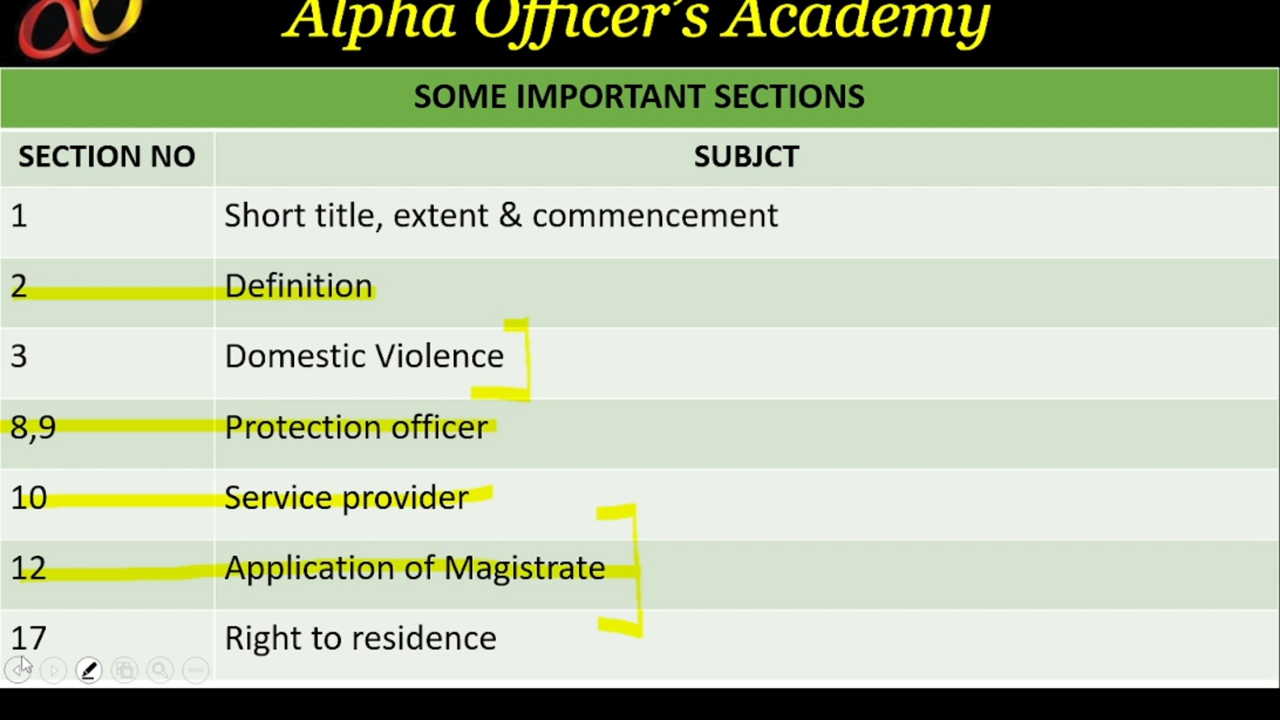 Alpha Officer's Academy
SOME IMPORTANT SECTIONS
SECTION NO SUBJCT
1 Short title, extent & commencement
2 Definition
3 Domestic Violence
8,9 Protection officer
10 Service provider
12 Application of Magistrate
17 Right to residence